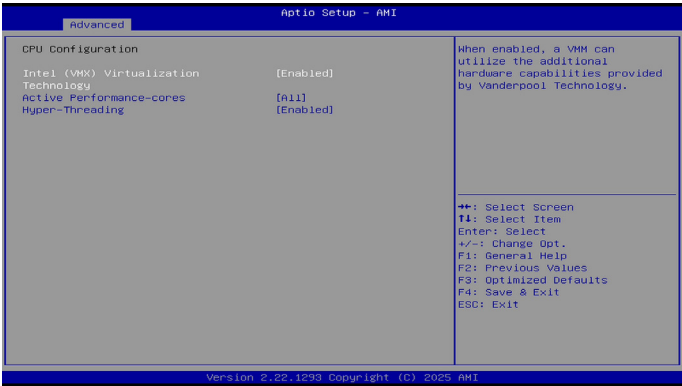 Aptio Setup - AMI
Advanced
CPU Configuration
Intel (VMX) Virtualization [Enabled]
Technology
Active Performance-cores [All]
Hyper-Threading [Enabled]
When enabled, a VMM can
utilize the additional
hardware capabilities provided
by Vanderpool Technology.
→←: Select Screen
↑↓: Select Item
Enter: Select
+/-: Change Opt.
F1: General Help
F2: Previous Values
F3: Optimized Defaults
F4: Save & Exit
ESC: Exit
Version 2.22.1293 Copyright (C) 2025 AMI